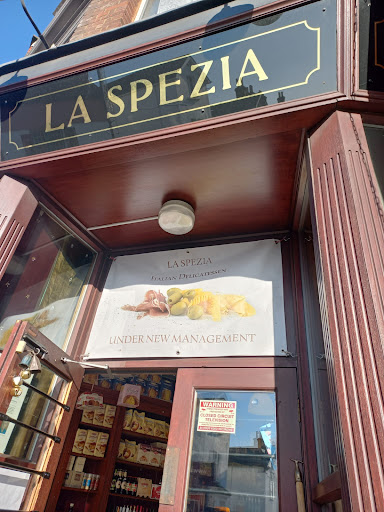 LA SPEZIA
LA SPEZIA
ITALIAN DELICATESSEN
UNDER NEW MANAGEMENT
WARNING
CLOSED CIRCUIT
TELEVISION